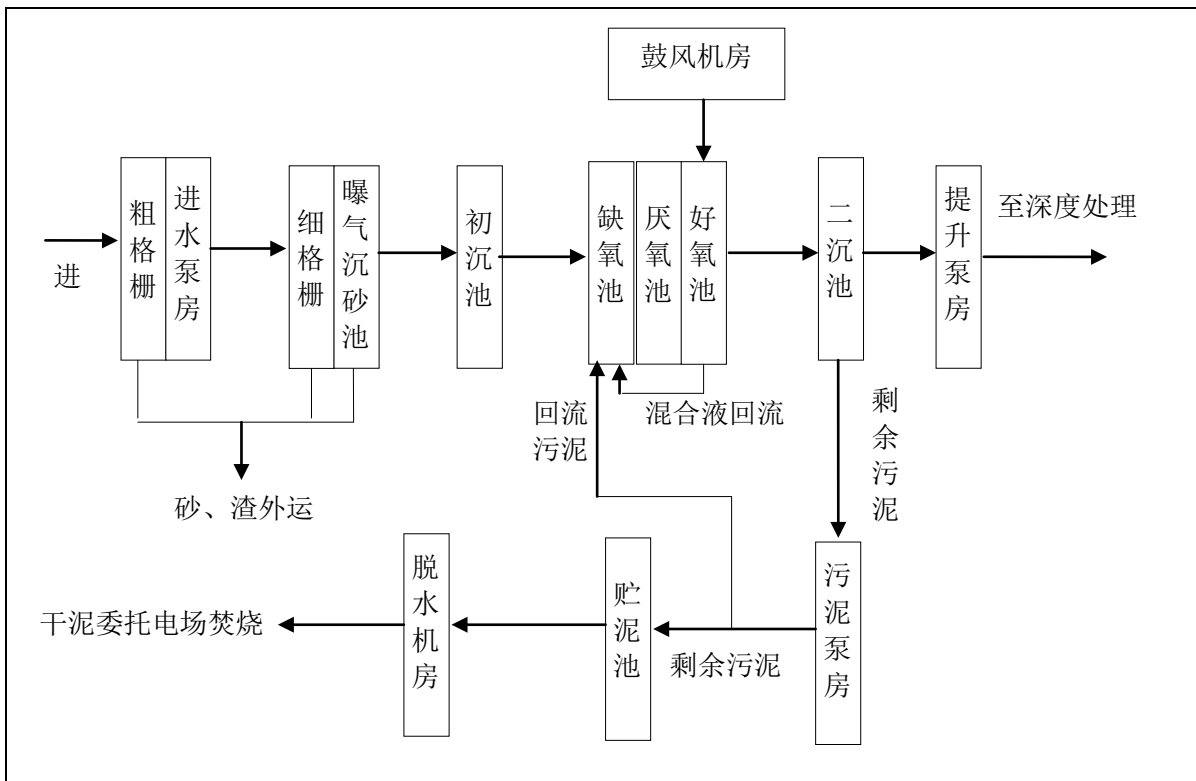 鼓风机房
粗格栅
进水泵房
细格栅
曝气沉砂池
初沉池
缺氧池
厌氧池
好氧池
二沉池
提升泵房
至深度处理
进
回流
污泥
混合液回流
剩余污泥
砂、渣外运
干泥委托电场焚烧
脱水机房
贮泥池
剩余污泥
污泥泵房